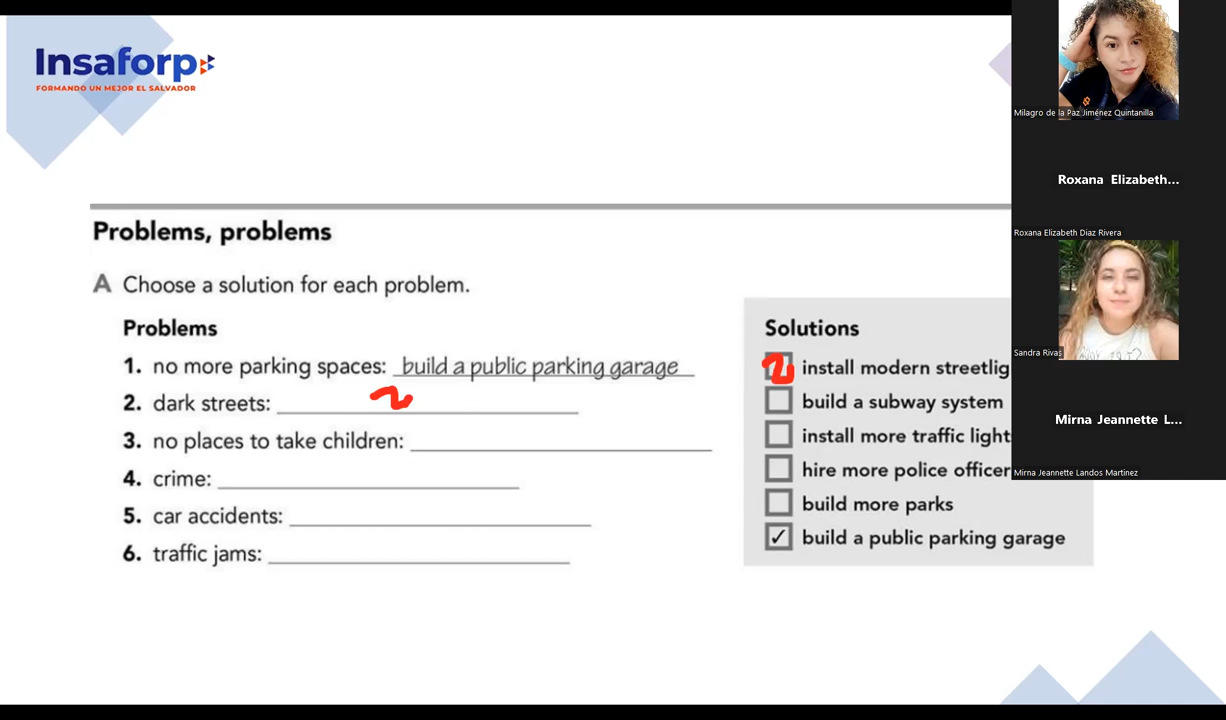 Insaforp
FORMANDO UN MEJOR EL SALVADOR
Problems, problems
A Choose a solution for each problem.
Problems
1. no more parking spaces: build a public parking garage
2. dark streets: 2
3. no places to take children:
4. crime:
5. car accidents:
6. traffic jams:
Solutions
2 install modern streetlig
build a subway system
install more traffic light
hire more police officer
build more parks
✓ build a public parking garage
Milagro de la Paz Jiménez Quintanilla
Roxana Elizabeth...
Roxana Elizabeth Diaz Rivera
Sandra Rivas
Mirna Jeannette L...
Mirna Jeannette Landos Martinez